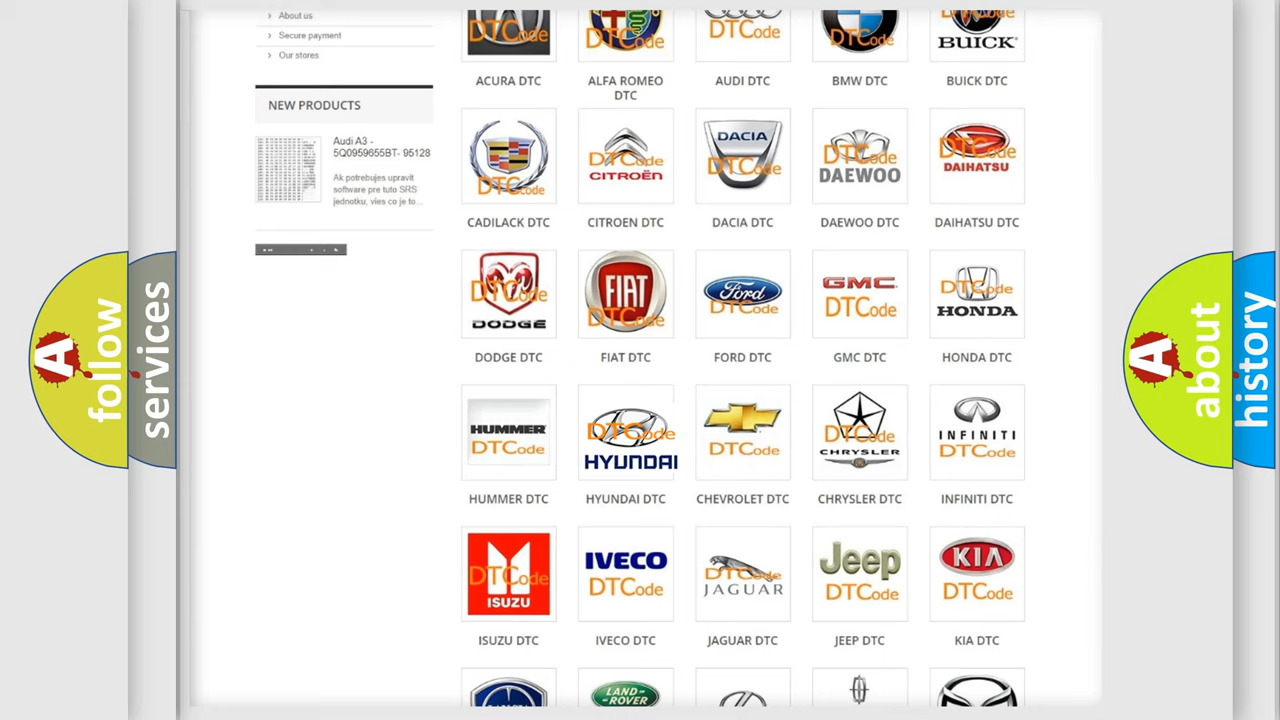 About us
Secure payment
Our stores
NEW PRODUCTS
Audi A3 -
5Q0959655BT- 95128
Ak potrebujes upravit
software pre tuto SRS
jednotku, vies co je to...
DTCode
DTCode
DTCode
DTCode
BUICK
ACURA DTC
ALFA ROMEO
DTC
AUDI DTC
BMW DTC
BUICK DTC
DTCode
DTCode
CITROËN
DACIA
DTCode
DTCode
DAEWOO
DTCode
DAIHATSU
CADILACK DTC
CITROEN DTC
DACIA DTC
DAEWOO DTC
DAIHATSU DTC
DTCode
DODGE
FIAT
DTCode
Ford
DTCode
GMC
DTCode
DTCode
HONDA
DODGE DTC
FIAT DTC
FORD DTC
GMC DTC
HONDA DTC
HUMMER
DTCode
DTCode
HYUNDAI
DTCode
DTCode
CHRYSLER
INFINITI
DTCode
HUMMER DTC
HYUNDAI DTC
CHEVROLET DTC
CHRYSLER DTC
INFINITI DTC
DTCode
ISUZU
IVECO
DTCode
DTCode
JAGUAR
Jeep
DTCode
KIA
DTCode
ISUZU DTC
IVECO DTC
JAGUAR DTC
JEEP DTC
KIA DTC
LAND-
ROVER
A
follow
services
A
about
history